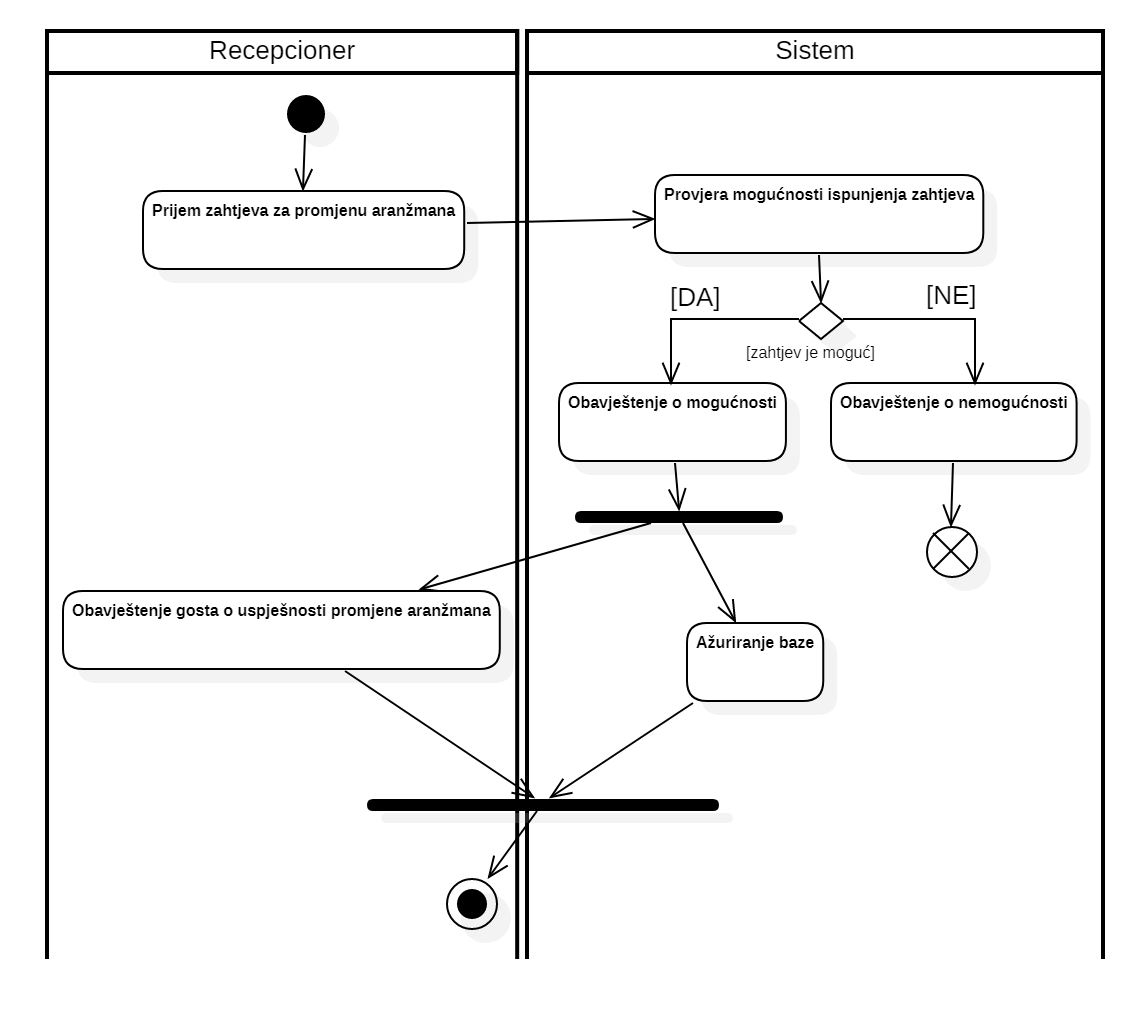 Recepcioner
Sistem
Prijem zahtjeva za promjenu aranžmana
Provjera mogućnosti ispunjenja zahtjeva
[DA]
[NE]
[zahtjev je moguć]
Obavještenje o mogućnosti
Obavještenje o nemogućnosti
Obavještenje gosta o uspješnosti promjene aranžmana
Ažuriranje baze